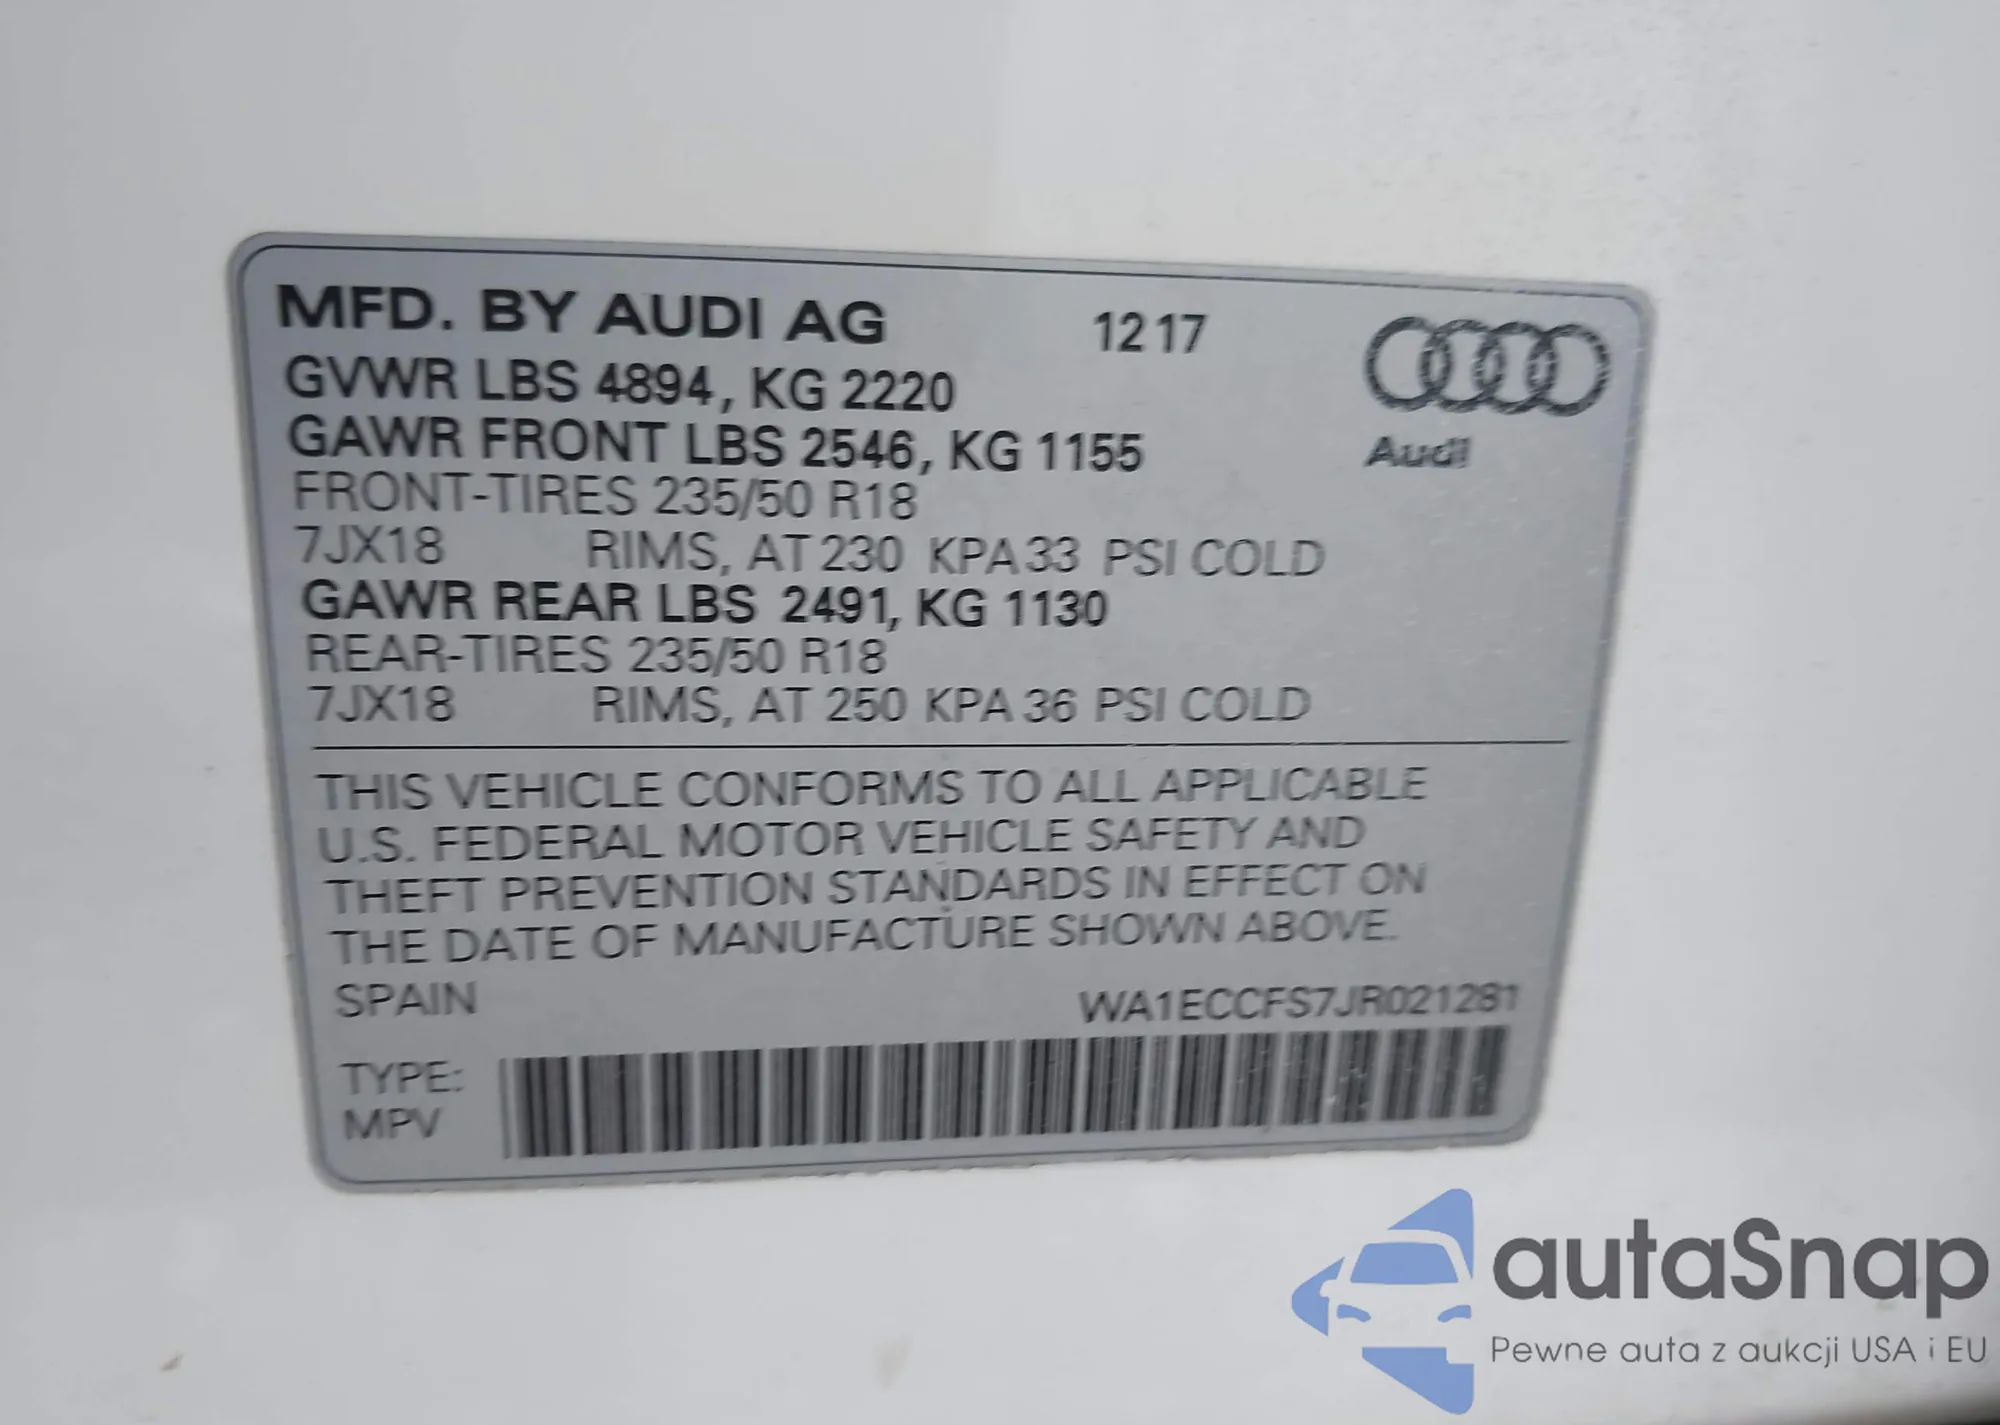 MFD. BY AUDI AG 12 17
GVWR LBS 4894, KG 2220
GAWR FRONT LBS 2546, KG 1155
Audi
FRONT-TIRES 235/50 R18
7JX18 RIMS, AT 230 KPA 33 PSI COLD
GAWR REAR LBS 2491, KG 1130
REAR-TIRES 235/50 R18
7JX18 RIMS, AT 250 KPA 36 PSI COLD
THIS VEHICLE CONFORMS TO ALL APPLICABLE
U.S. FEDERAL MOTOR VEHICLE SAFETY AND
THEFT PREVENTION STANDARDS IN EFFECT ON
THE DATE OF MANUFACTURE SHOWN ABOVE.
SPAIN WA1ECCFS7JR021281
TYPE:
MPV
autaSnap
Pewne auta z aukcji USA i EU